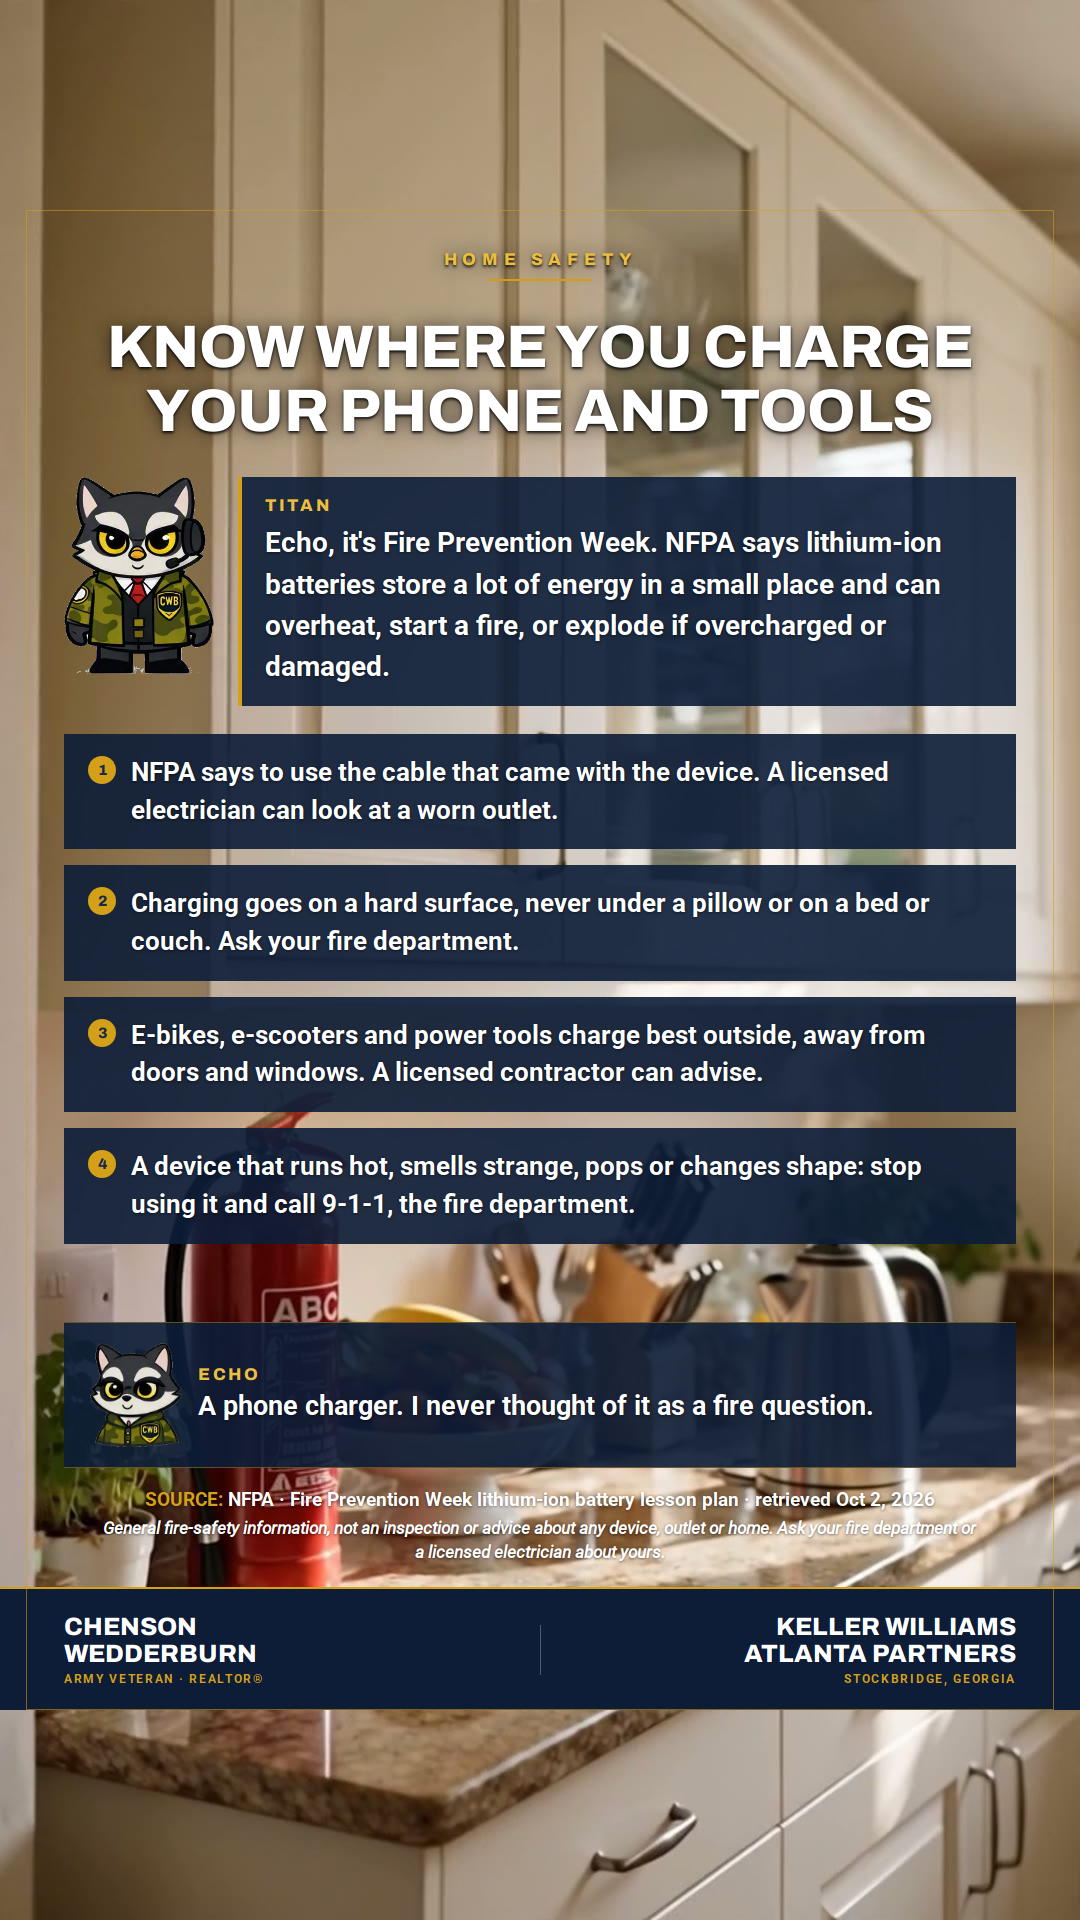 HOME SAFETY
KNOW WHERE YOU CHARGE
YOUR PHONE AND TOOLS
TITAN
Echo, it's Fire Prevention Week. NFPA says lithium-ion
batteries store a lot of energy in a small place and can
overheat, start a fire, or explode if overcharged or
damaged.
CWB
1 NFPA says to use the cable that came with the device. A licensed
electrician can look at a worn outlet.
2 Charging goes on a hard surface, never under a pillow or on a bed or
couch. Ask your fire department.
3 E-bikes, e-scooters and power tools charge best outside, away from
doors and windows. A licensed contractor can advise.
4 A device that runs hot, smells strange, pops or changes shape: stop
using it and call 9-1-1, the fire department.
ABC
ECHO
A phone charger. I never thought of it as a fire question.
CWB
SOURCE: NFPA · Fire Prevention Week lithium-ion battery lesson plan · retrieved Oct 2, 2026
General fire-safety information, not an inspection or advice about any device, outlet or home. Ask your fire department or
a licensed electrician about yours.
CHENSON
WEDDERBURN
ARMY VETERAN · REALTOR®
KELLER WILLIAMS
ATLANTA PARTNERS
STOCKBRIDGE, GEORGIA